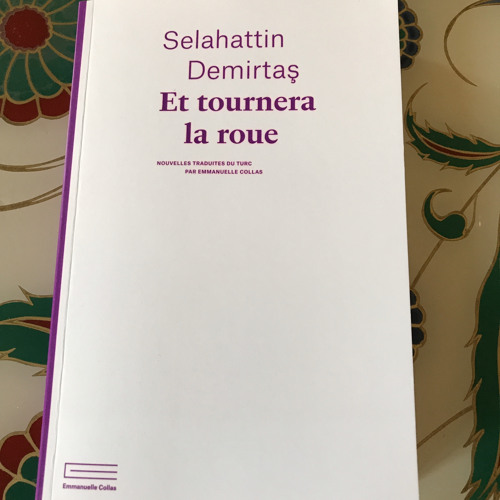 Selahattin
Demirtaş
Et tournera
la roue
NOUVELLES TRADUITES DU TURC
PAR EMMANUELLE COLLAS
Emmanuelle Collas